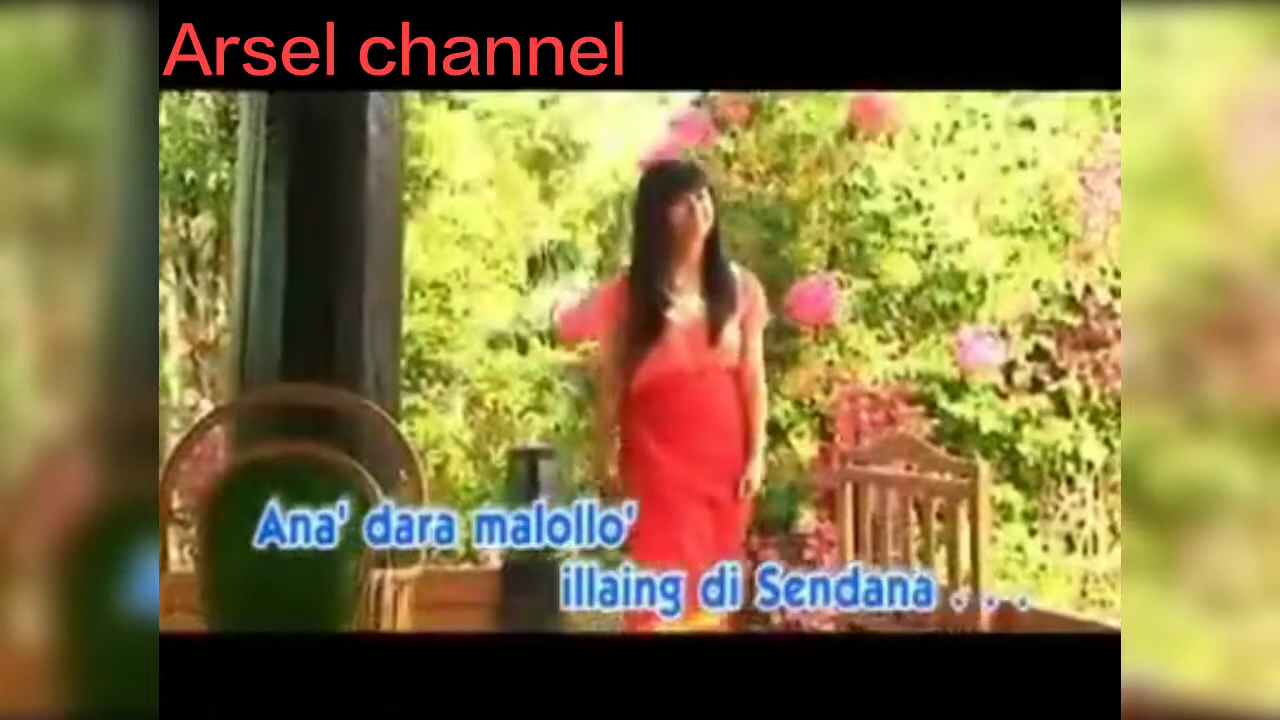 Arsel channel
Ana' dara malollo'
illaing di Sendana . . .